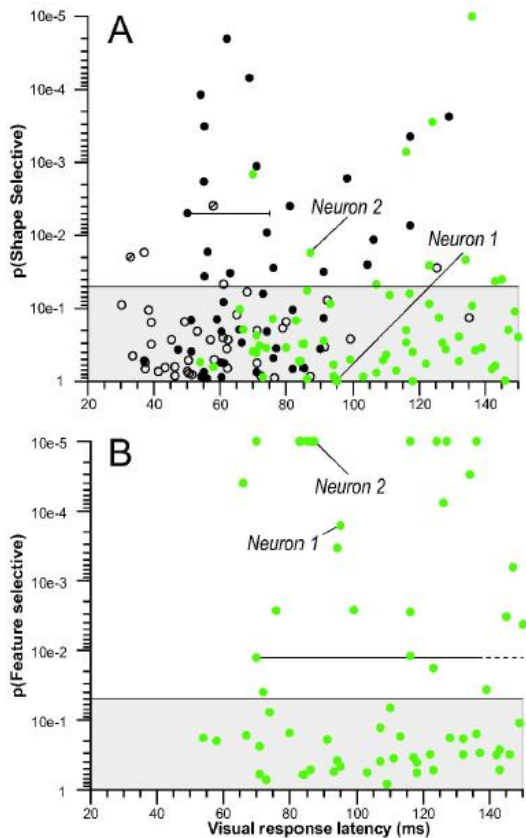 A
10e-5
10e-4
10e-3
10e-2
10e-1
1
p(Shape Selective)
Neuron 2
Neuron 1
20 40 60 80 100 120 140
B
10e-5
10e-4
10e-3
10e-2
10e-1
1
p(Feature selective)
Neuron 2
Neuron 1
20 40 60 80 100 120 140
Visual response latency (ms)